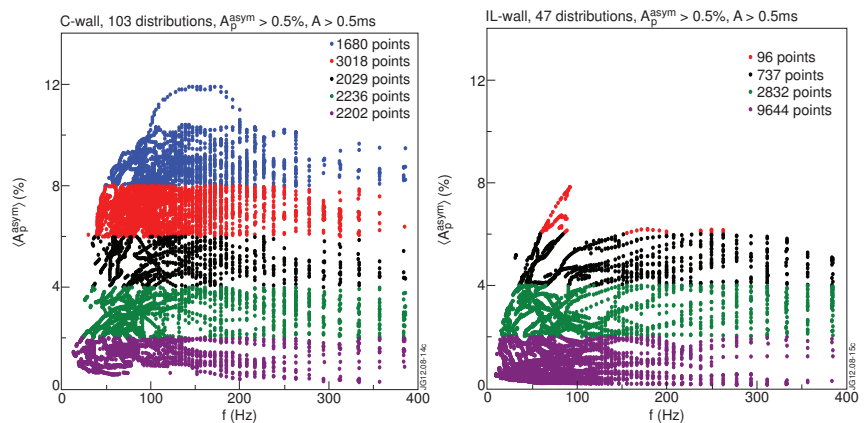 C-wall, 103 distributions, A_p^asym > 0.5%, A > 0.5ms
1680 points
3018 points
2029 points
2236 points
2202 points
⟨A_p^asym⟩ (%)
12
8
4
0
0
100
200
300
400
f (Hz)
JG12.08-14c
IL-wall, 47 distributions, A_p^asym > 0.5%, A > 0.5ms
96 points
737 points
2832 points
9644 points
⟨A_p^asym⟩ (%)
12
8
4
0
0
100
200
300
400
f (Hz)
JG12.08-15c